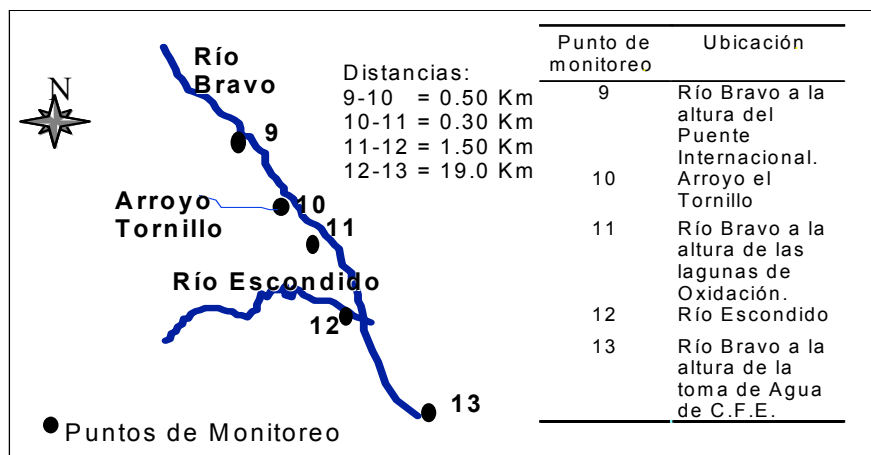 Río
Bravo
N
Distancias:
9-10 = 0.50 Km
10-11 = 0.30 Km
11-12 = 1.50 Km
12-13 = 19.0 Km
9
Arroyo
Tornillo
10
11
Río Escondido
12
13
Puntos de Monitoreo
Punto de
monitoreo
Ubicación
9
Río Bravo a la
altura del
Puente
Internacional.
10
Arroyo el
Tornillo
11
Río Bravo a la
altura de las
lagunas de
Oxidación.
12
Río Escondido
13
Río Bravo a la
altura de la
toma de Agua
de C.F.E.